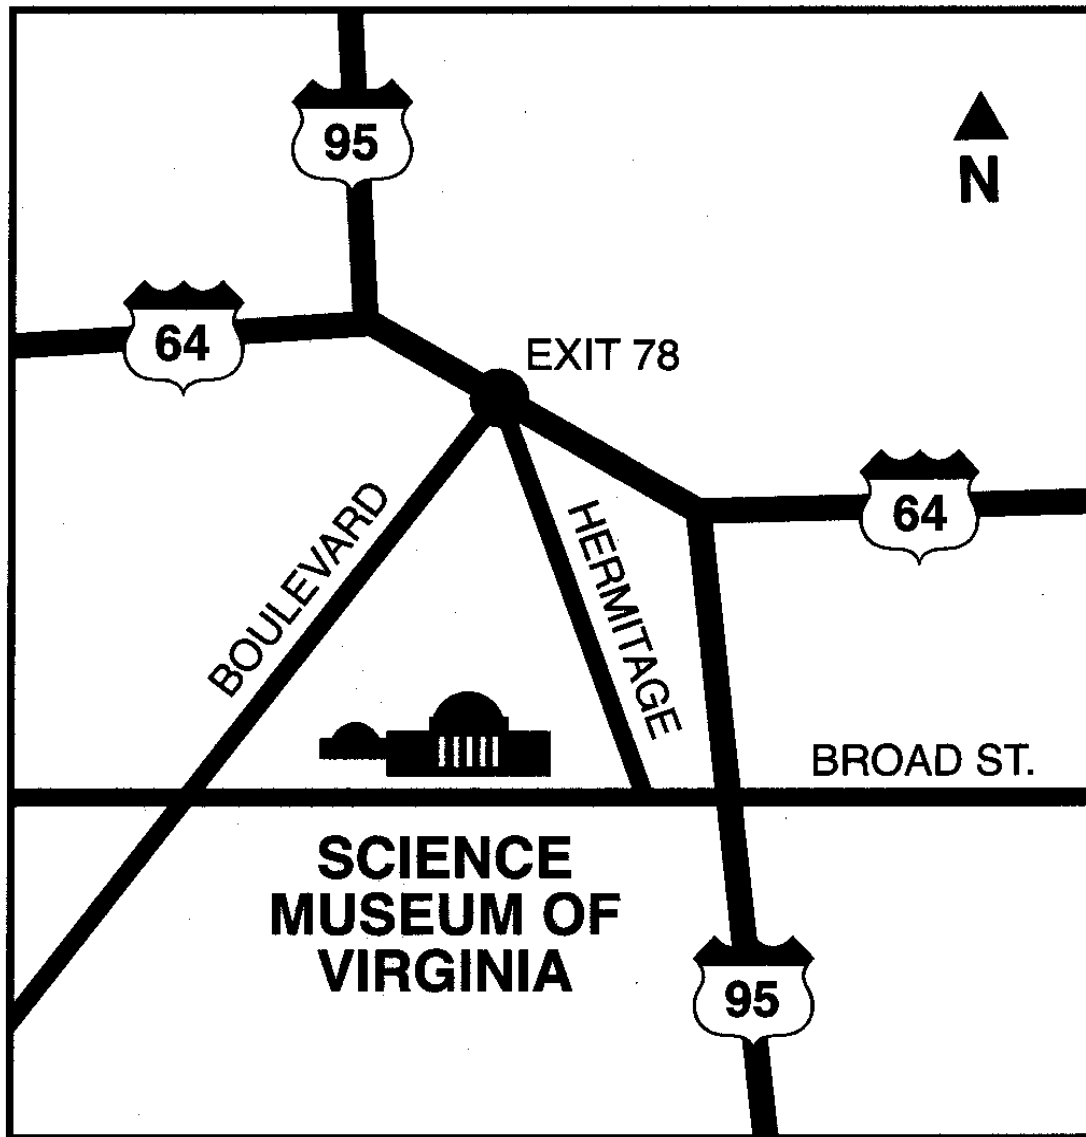 95
N
64
EXIT 78
64
BOULEVARD
HERMITAGE
BROAD ST.
SCIENCE
MUSEUM OF
VIRGINIA
95